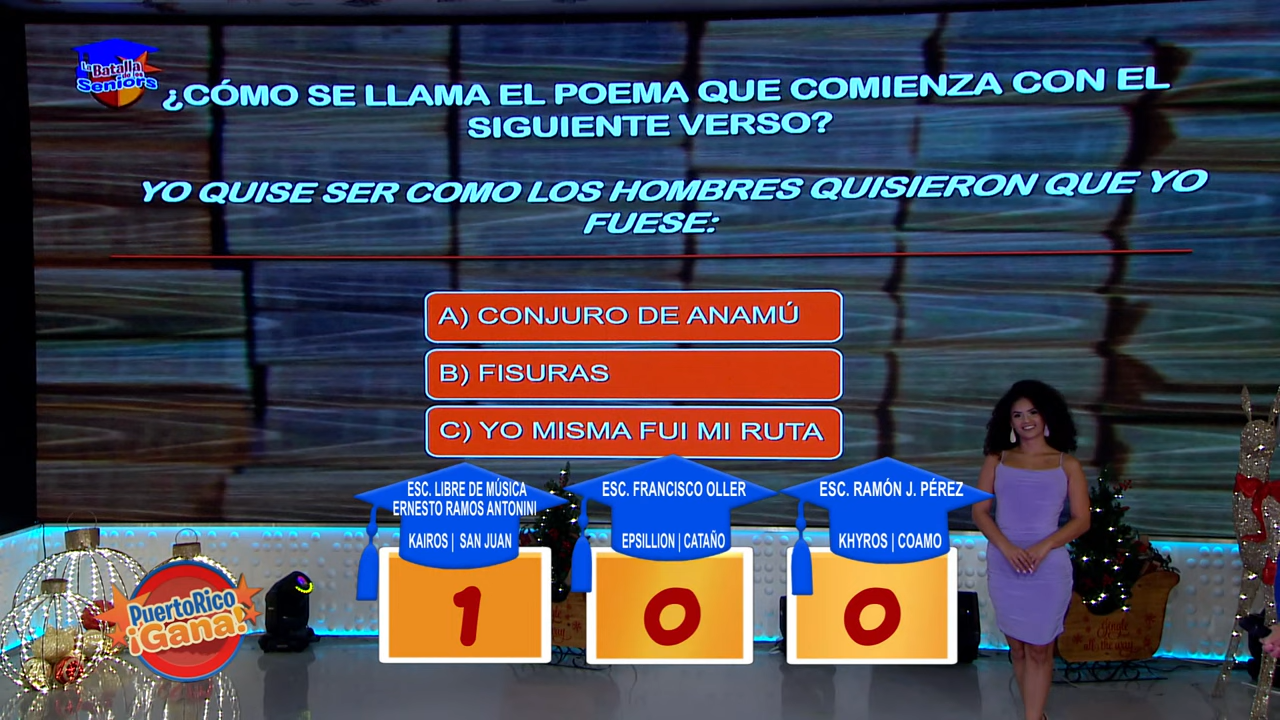 La Batalla
de los
Seniors
¿CÓMO SE LLAMA EL POEMA QUE COMIENZA CON EL
SIGUIENTE VERSO?
YO QUISE SER COMO LOS HOMBRES QUISIERON QUE YO
FUESE:
A) CONJURO DE ANAMÚ
B) FISURAS
C) YO MISMA FUI MI RUTA
ESC. LIBRE DE MÚSICA
ERNESTO RAMOS ANTONINI
KAIROS | SAN JUAN
1
ESC. FRANCISCO OLLER
EPSILLION | CATAÑO
0
ESC. RAMÓN J. PÉREZ
KHYROS | COAMO
0
PuertoRico
¡Gana!
all the way